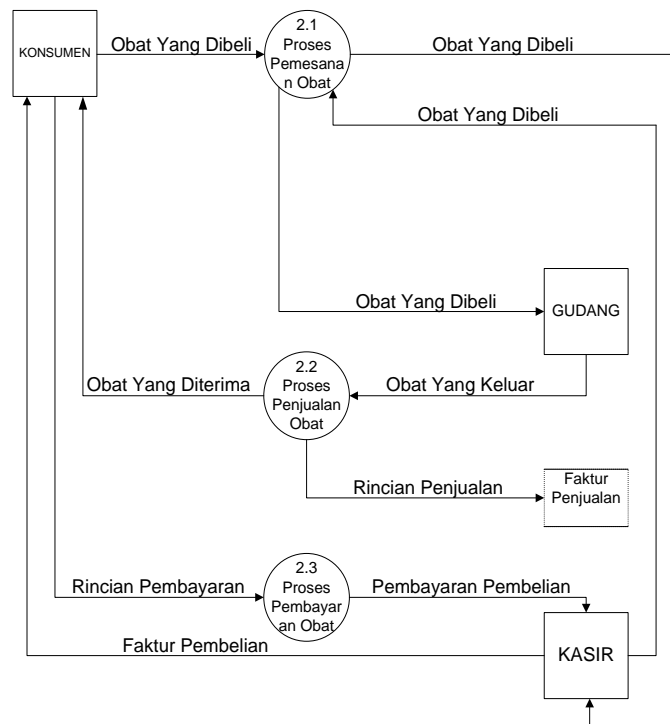 KONSUMEN
Obat Yang Dibeli
2.1
Proses
Pemesana
n Obat
Obat Yang Dibeli
Obat Yang Dibeli
Obat Yang Dibeli
GUDANG
Obat Yang Diterima
2.2
Proses
Penjualan
Obat
Obat Yang Keluar
Rincian Penjualan
Faktur
Penjualan
Rincian Pembayaran
2.3
Proses
Pembayar
an Obat
Pembayaran Pembelian
Faktur Pembelian
KASIR